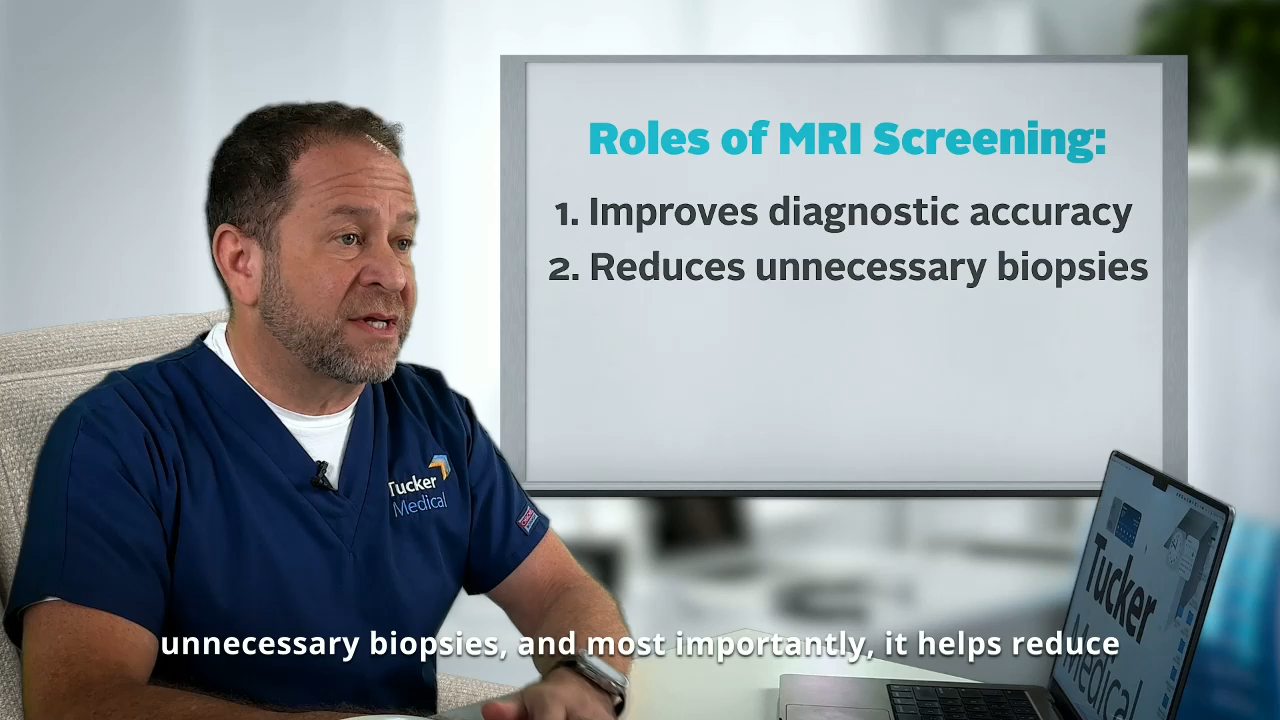 Roles of MRI Screening:
1. Improves diagnostic accuracy
2. Reduces unnecessary biopsies
Tucker
Medical
Tucker
Medical
unnecessary biopsies, and most importantly, it helps reduce